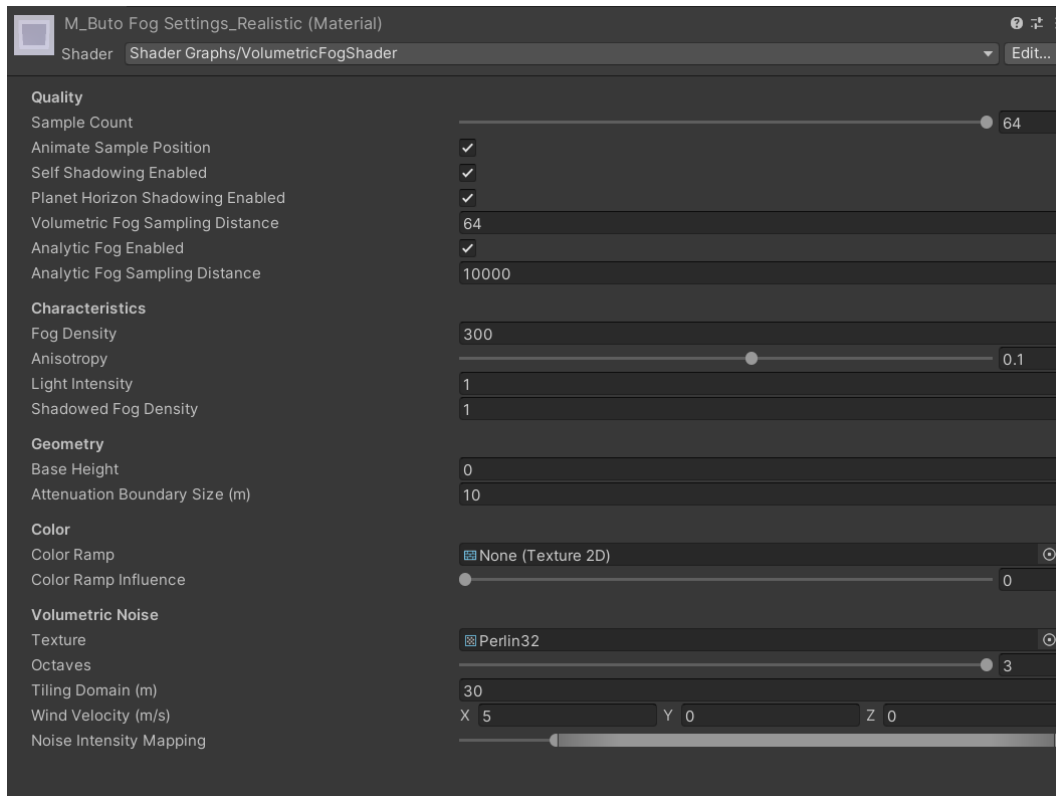 M_Buto Fog Settings_Realistic (Material)
Shader Shader Graphs/VolumetricFogShader Edit...
Quality
Sample Count 64
Animate Sample Position
Self Shadowing Enabled
Planet Horizon Shadowing Enabled
Volumetric Fog Sampling Distance 64
Analytic Fog Enabled
Analytic Fog Sampling Distance 10000
Characteristics
Fog Density 300
Anisotropy 0.1
Light Intensity 1
Shadowed Fog Density 1
Geometry
Base Height 0
Attenuation Boundary Size (m) 10
Color
Color Ramp None (Texture 2D)
Color Ramp Influence 0
Volumetric Noise
Texture Perlin32
Octaves 3
Tiling Domain (m) 30
Wind Velocity (m/s) X 5 Y 0 Z 0
Noise Intensity Mapping